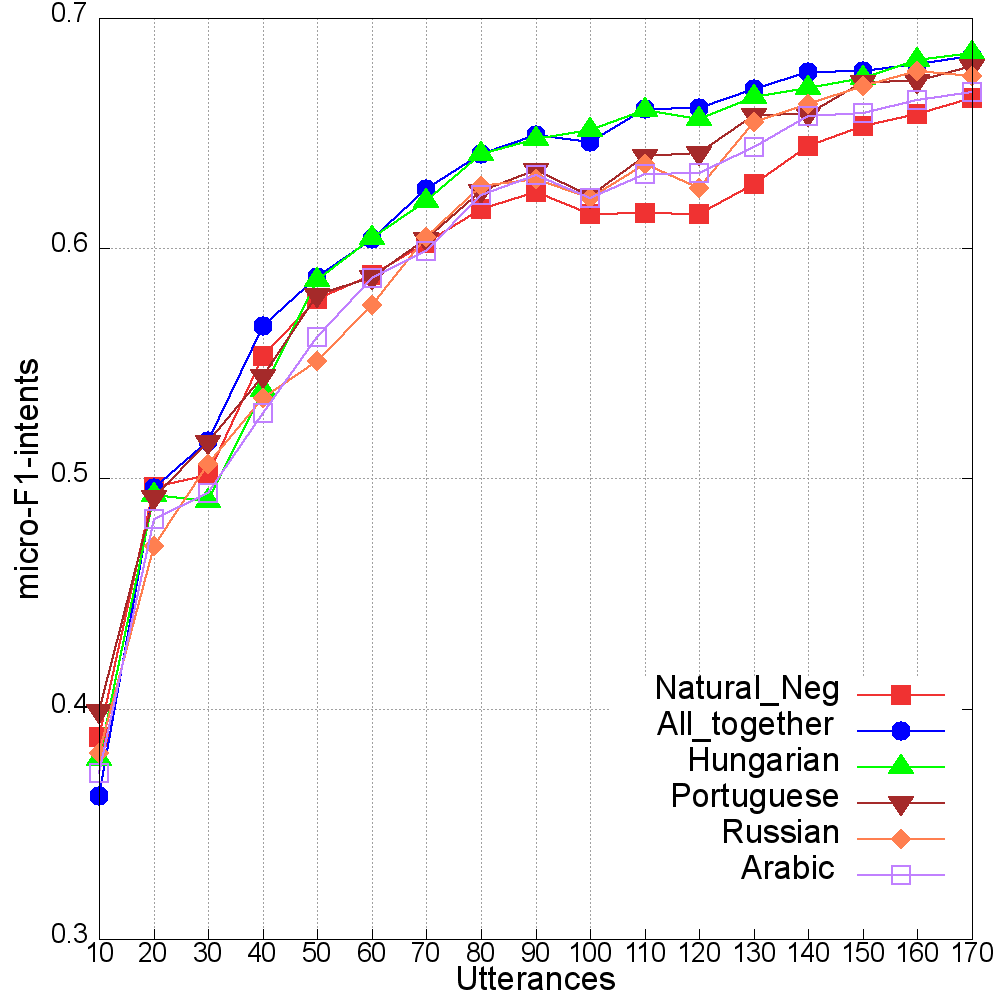 0.7
0.6
0.5
0.4
0.3
micro-F1-intents
Natural_Neg
All_together
Hungarian
Portuguese
Russian
Arabic
10 20 30 40 50 60 70 80 90 100 110 120 130 140 150 160 170
Utterances